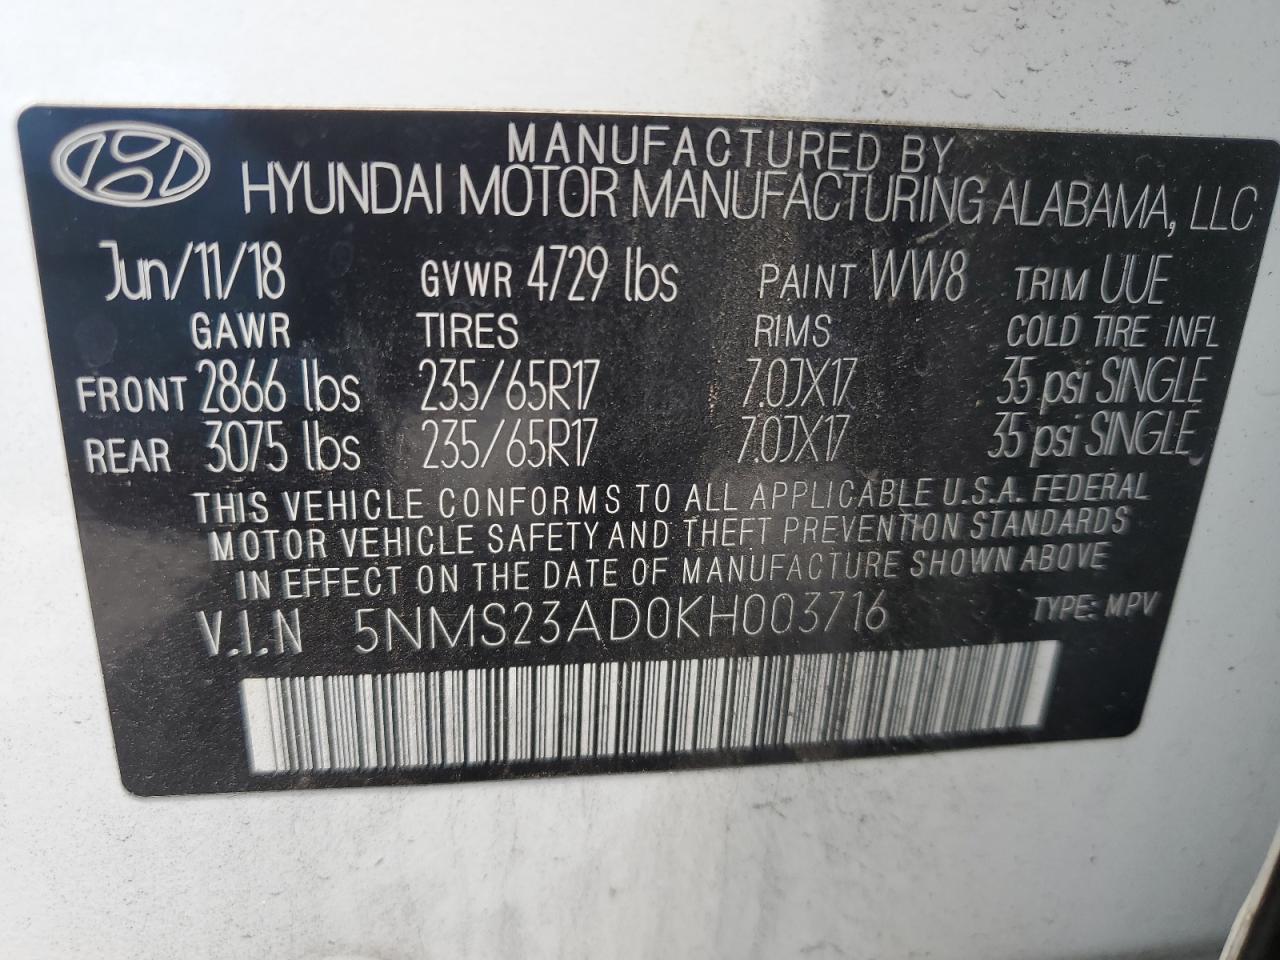 MANUFACTURED BY
HYUNDAI MOTOR MANUFACTURING ALABAMA, LLC
Jun/11/18 GVWR 4729 lbs PAINT WW8 TRIM UUE
GAWR TIRES RIMS COLD TIRE INFL
FRONT 2866 lbs 235/65R17 7.0JX17 35 psi SINGLE
REAR 3075 lbs 235/65R17 7.0JX17 35 psi SINGLE
THIS VEHICLE CONFORMS TO ALL APPLICABLE U.S.A. FEDERAL
MOTOR VEHICLE SAFETY AND THEFT PREVENTION STANDARDS
IN EFFECT ON THE DATE OF MANUFACTURE SHOWN ABOVE
V.I.N 5NMS23AD0KH003716 TYPE: MPV